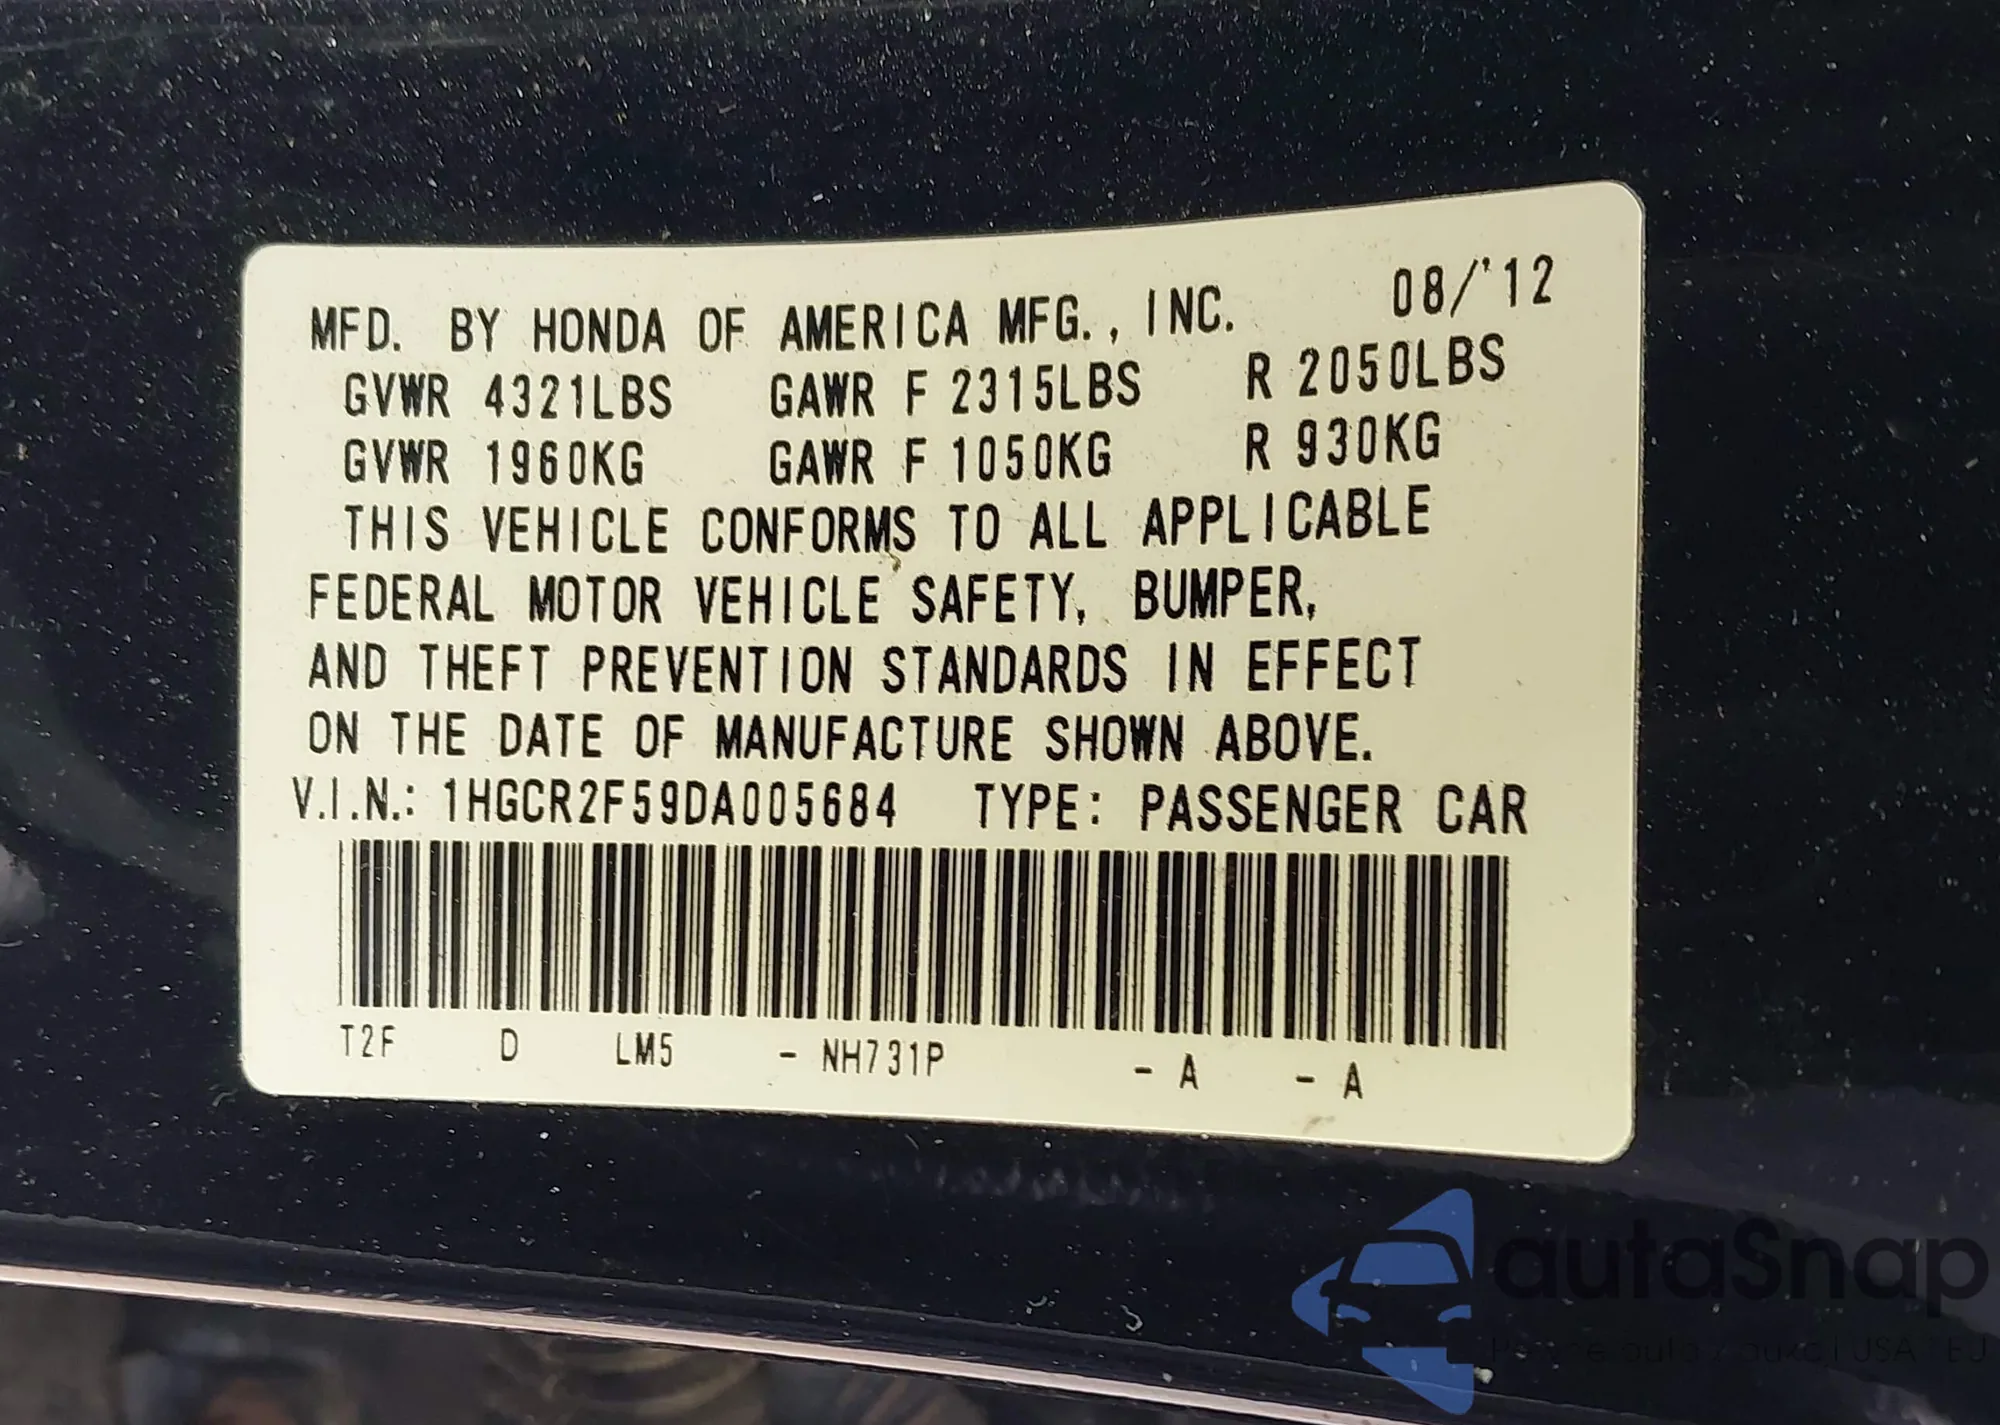 MFD. BY HONDA OF AMERICA MFG., INC. 08/'12
GVWR 4321LBS GAWR F 2315LBS R 2050LBS
GVWR 1960KG GAWR F 1050KG R 930KG
THIS VEHICLE CONFORMS TO ALL APPLICABLE
FEDERAL MOTOR VEHICLE SAFETY, BUMPER,
AND THEFT PREVENTION STANDARDS IN EFFECT
ON THE DATE OF MANUFACTURE SHOWN ABOVE.
V.I.N.: 1HGCR2F59DA005684 TYPE: PASSENGER CAR
T2F D LM5 - NH731P - A - A
autaSnap
USA